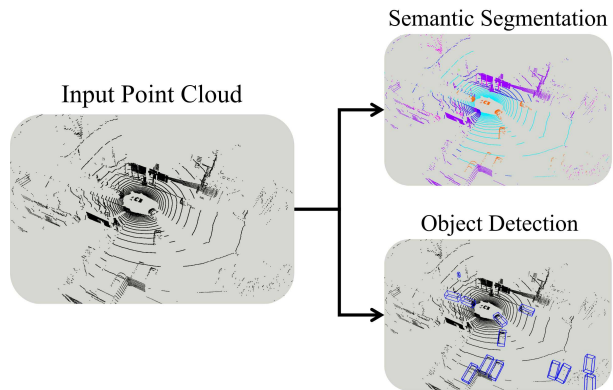 Semantic Segmentation
Input Point Cloud
Object Detection